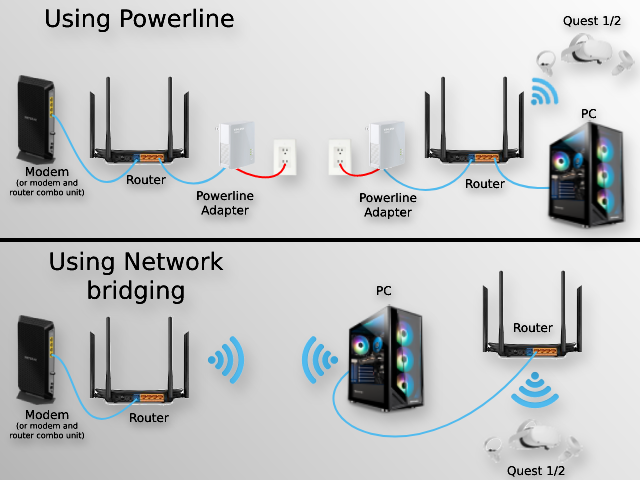 Using Powerline
Quest 1/2
PC
Modem
(or modem and
router combo unit)
Router
Powerline
Adapter
Powerline
Adapter
Router
Using Network
bridging
PC
Router
Modem
(or modem and
router combo unit)
Router
Quest 1/2